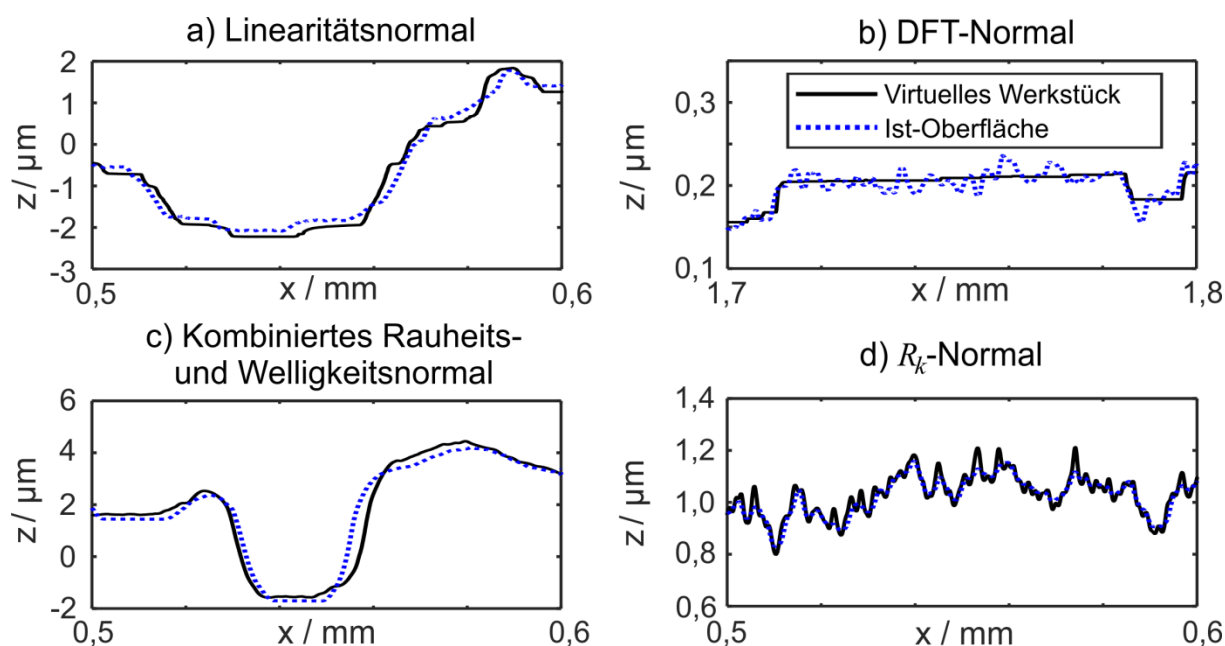 a) Linearitätsnormal
z / µm
2
1
0
-1
-2
-3
0,5
x / mm
0,6
b) DFT-Normal
Virtuelles Werkstück
Ist-Oberfläche
z / µm
0,3
0,2
0,1
1,7
x / mm
1,8
c) Kombiniertes Rauheits-
und Welligkeitsnormal
z / µm
6
4
2
0
-2
0,5
x / mm
0,6
d) Rk-Normal
z / µm
1,4
1,2
1,0
0,8
0,6
0,5
x / mm
0,6